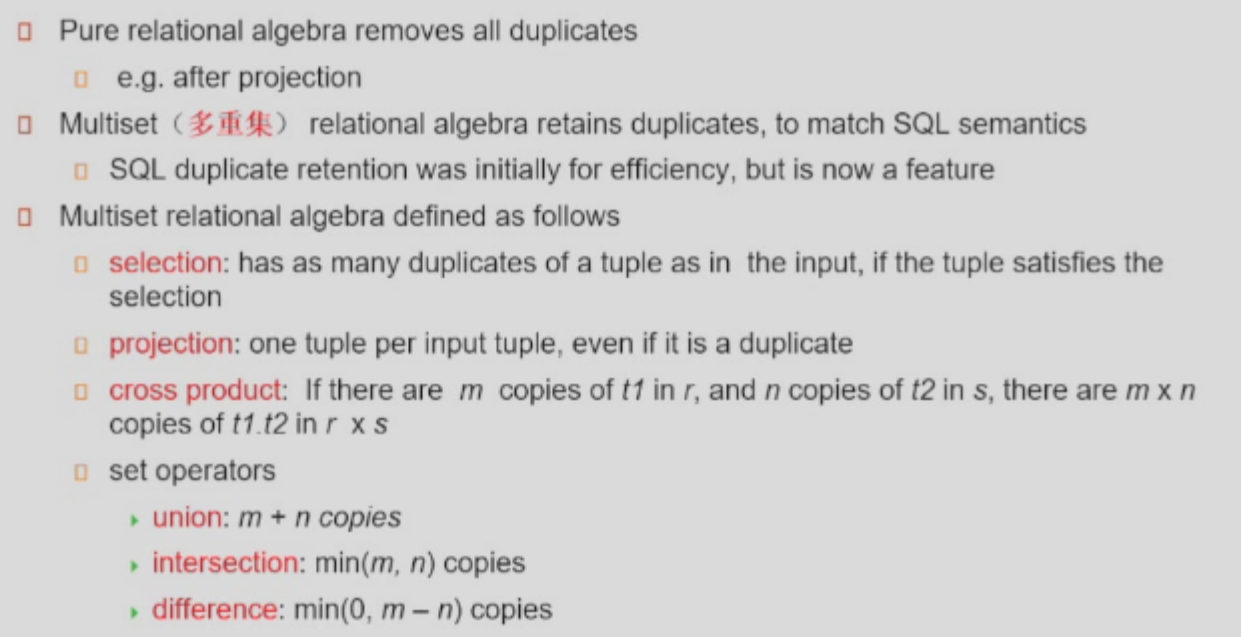 Pure relational algebra removes all duplicates
e.g. after projection
Multiset（多重集） relational algebra retains duplicates, to match SQL semantics
SQL duplicate retention was initially for efficiency, but is now a feature
Multiset relational algebra defined as follows
selection: has as many duplicates of a tuple as in the input, if the tuple satisfies the
selection
projection: one tuple per input tuple, even if it is a duplicate
cross product: If there are m copies of t1 in r, and n copies of t2 in s, there are m x n
copies of t1.t2 in r x s
set operators
union: m + n copies
intersection: min(m, n) copies
difference: min(0, m – n) copies